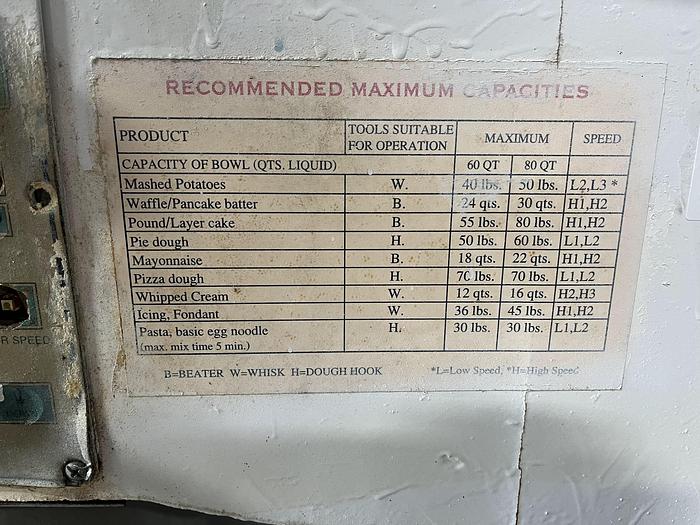 RECOMMENDED MAXIMUM CAPACITIES
PRODUCT TOOLS SUITABLE FOR OPERATION MAXIMUM SPEED
CAPACITY OF BOWL (QTS. LIQUID) 60 QT 80 QT
Mashed Potatoes W. 40 lbs. 50 lbs. L2,L3 *
Waffle/Pancake batter B. 24 qts. 30 qts. H1,H2
Pound/Layer cake B. 55 lbs. 80 lbs. H1,H2
Pie dough H. 50 lbs. 60 lbs. L1,L2
Mayonnaise B. 18 qts. 22 qts. H1,H2
Pizza dough H. 70 lbs. 70 lbs. L1,L2
Whipped Cream W. 12 qts. 16 qts. H2,H3
Icing, Fondant W. 36 lbs. 45 lbs. H1,H2
Pasta, basic egg noodle H. 30 lbs. 30 lbs. L1,L2
(max. mix time 5 min.)
B=BEATER W=WHISK H=DOUGH HOOK *L=Low Speed, *H=High Speed
R SPEED